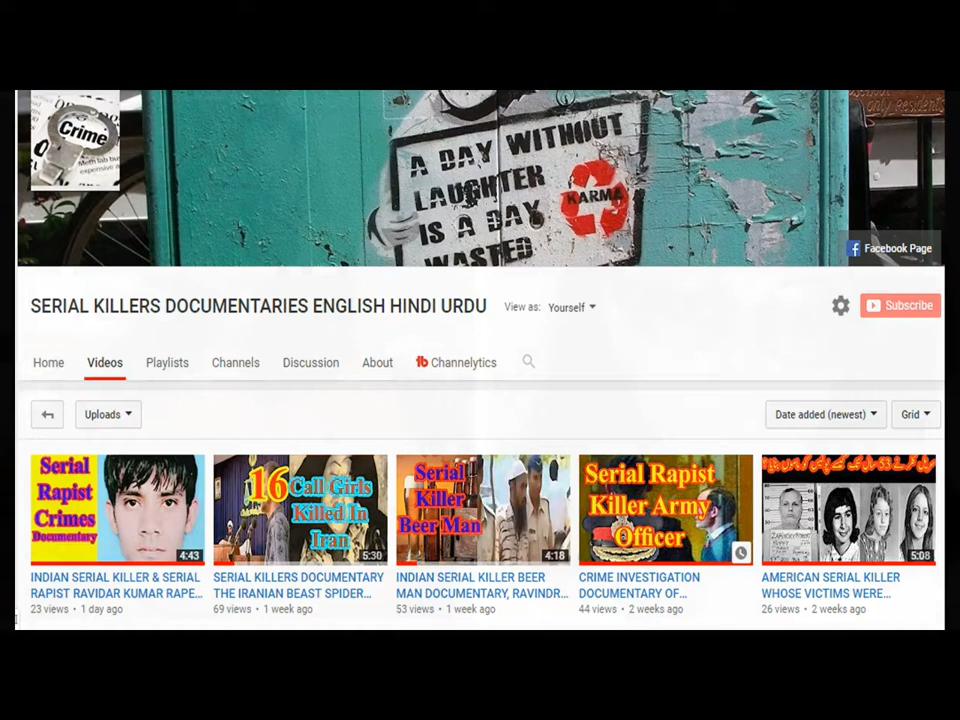 Crime
Meth lab bu
expensive a
A DAY WITHOUT
LAUGHTER
IS A DAY
WASTED
KARMA
only Resident
Facebook Page
SERIAL KILLERS DOCUMENTARIES ENGLISH HINDI URDU
View as: Yourself
Subscribe
Home Videos Playlists Channels Discussion About Channelytics
Uploads
Date added (newest) Grid
Serial
Rapist
Crimes
Documentary
4:43
16 Call Girls
Killed In
Iran
5:30
Serial
Killer
Beer Man
4:18
Serial Rapist
Killer Army
Officer
5:08
INDIAN SERIAL KILLER & SERIAL
RAPIST RAVIDAR KUMAR RAPE...
23 views • 1 day ago
SERIAL KILLERS DOCUMENTARY
THE IRANIAN BEAST SPIDER...
69 views • 1 week ago
INDIAN SERIAL KILLER BEER
MAN DOCUMENTARY, RAVINDR...
53 views • 1 week ago
CRIME INVESTIGATION
DOCUMENTARY OF...
44 views • 2 weeks ago
AMERICAN SERIAL KILLER
WHOSE VICTIMS WERE...
26 views • 2 weeks ago